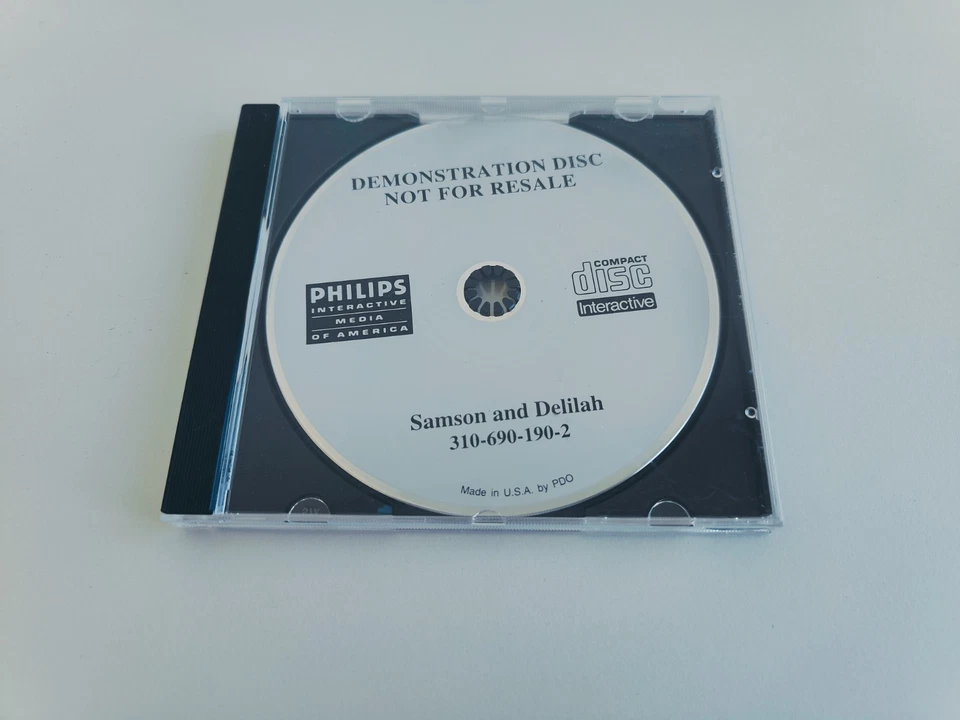 DEMONSTRATION DISC
NOT FOR RESALE
PHILIPS
INTERACTIVE
MEDIA
OF AMERICA
COMPACT
disc
Interactive
Samson and Delilah
310-690-190-2
Made in U.S.A. by PDO